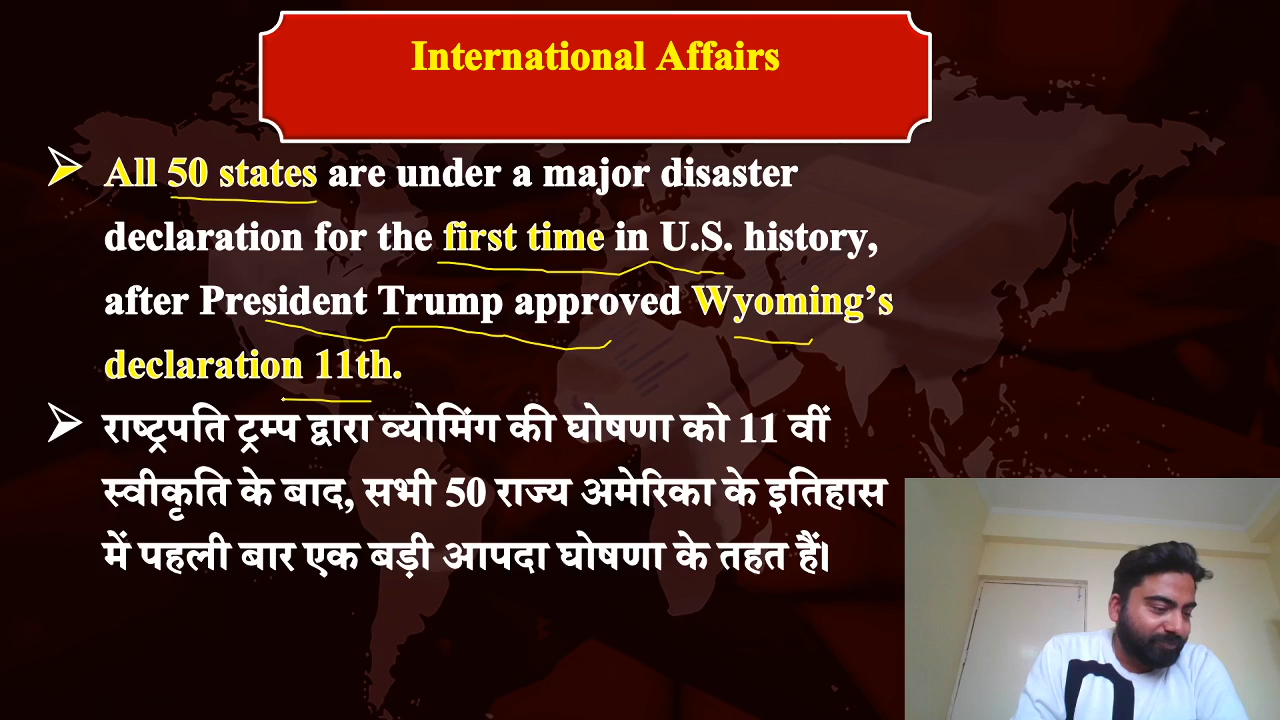 International Affairs
All 50 states are under a major disaster
declaration for the first time in U.S. history,
after President Trump approved Wyoming’s
declaration 11th.
राष्ट्रपति ट्रम्प द्वारा व्योमिंग की घोषणा को 11 वीं
स्वीकृति के बाद, सभी 50 राज्य अमेरिका के इतिहास
में पहली बार एक बड़ी आपदा घोषणा के तहत हैं।